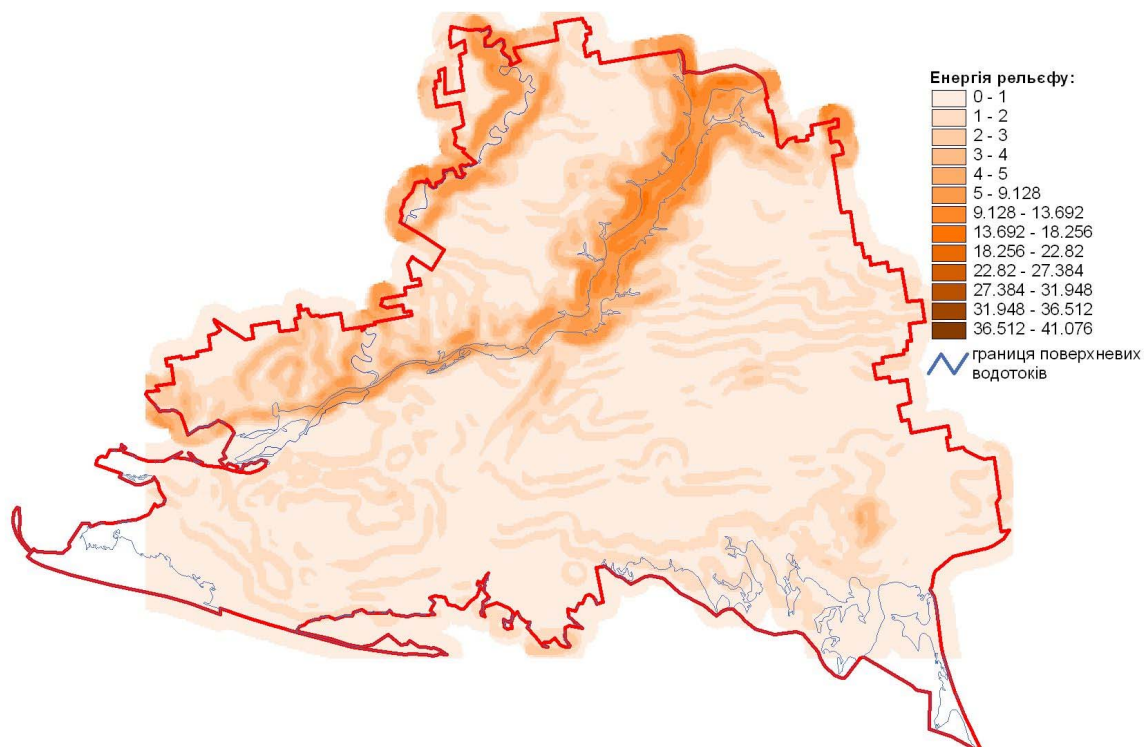 Енергія рельєфу:
0 - 1
1 - 2
2 - 3
3 - 4
4 - 5
5 - 9.128
9.128 - 13.692
13.692 - 18.256
18.256 - 22.82
22.82 - 27.384
27.384 - 31.948
31.948 - 36.512
36.512 - 41.076
границя поверхневих
водотоків